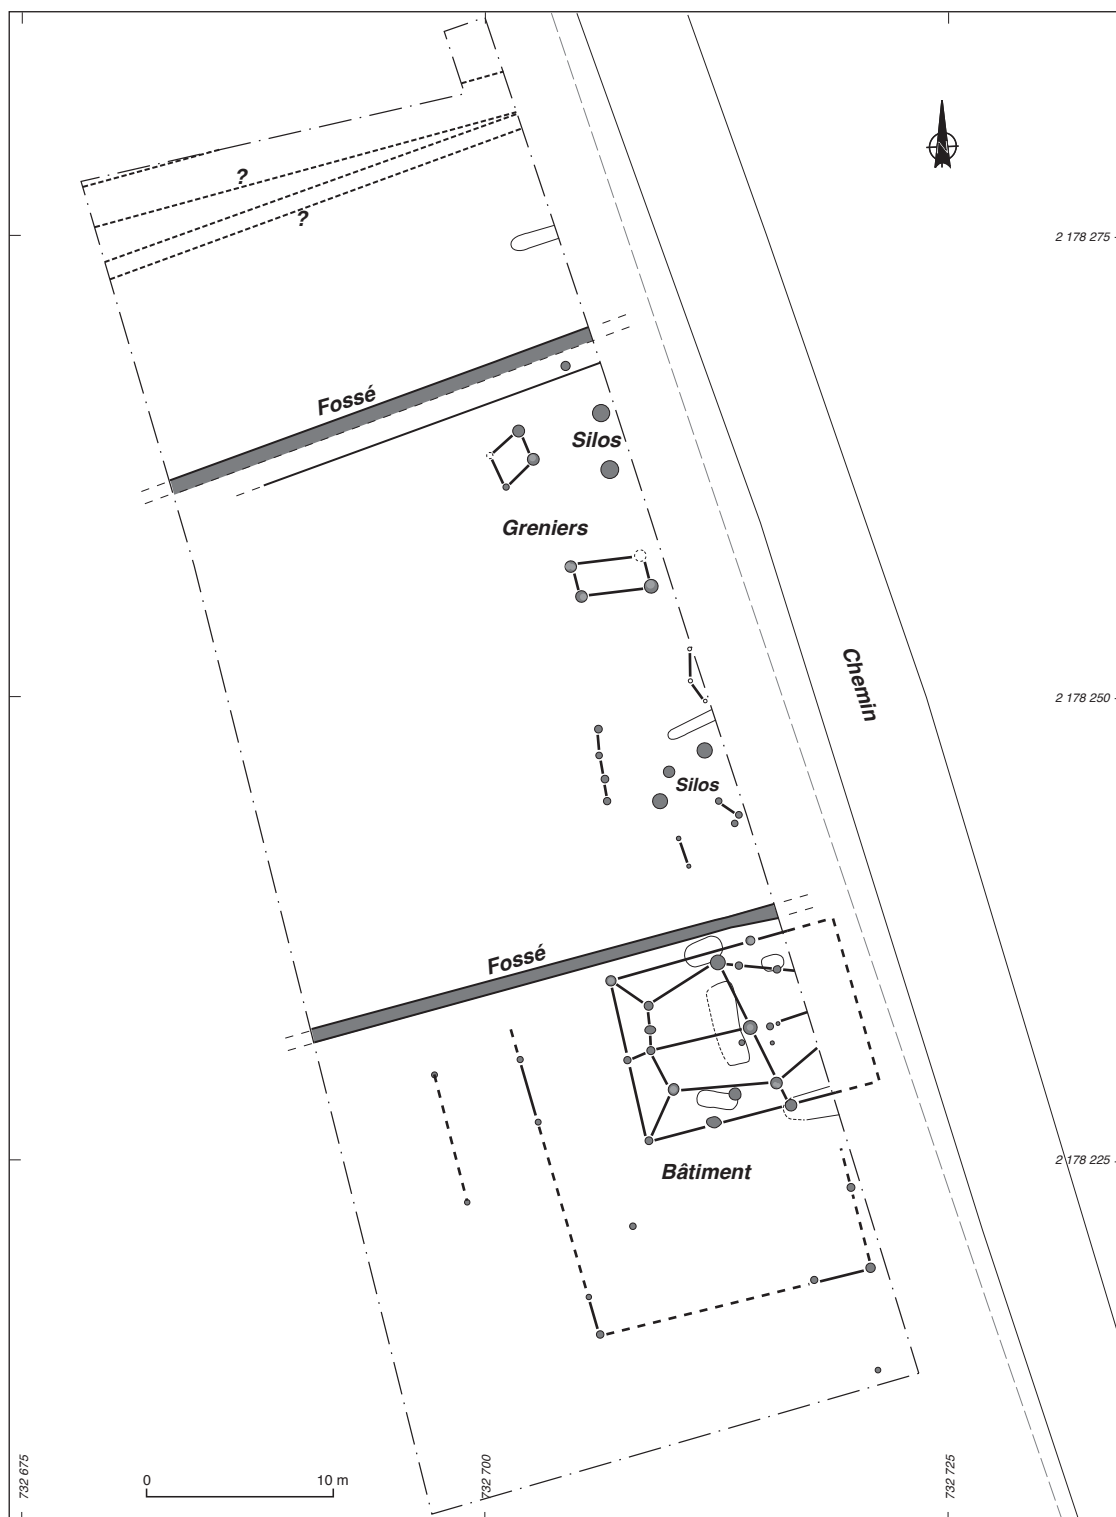 N
?
?
2 178 275
Fossé
Silos
Greniers
Chemin
2 178 250
Silos
Fossé
2 178 225
Bâtiment
732 675
732 700
732 725
0 10 m